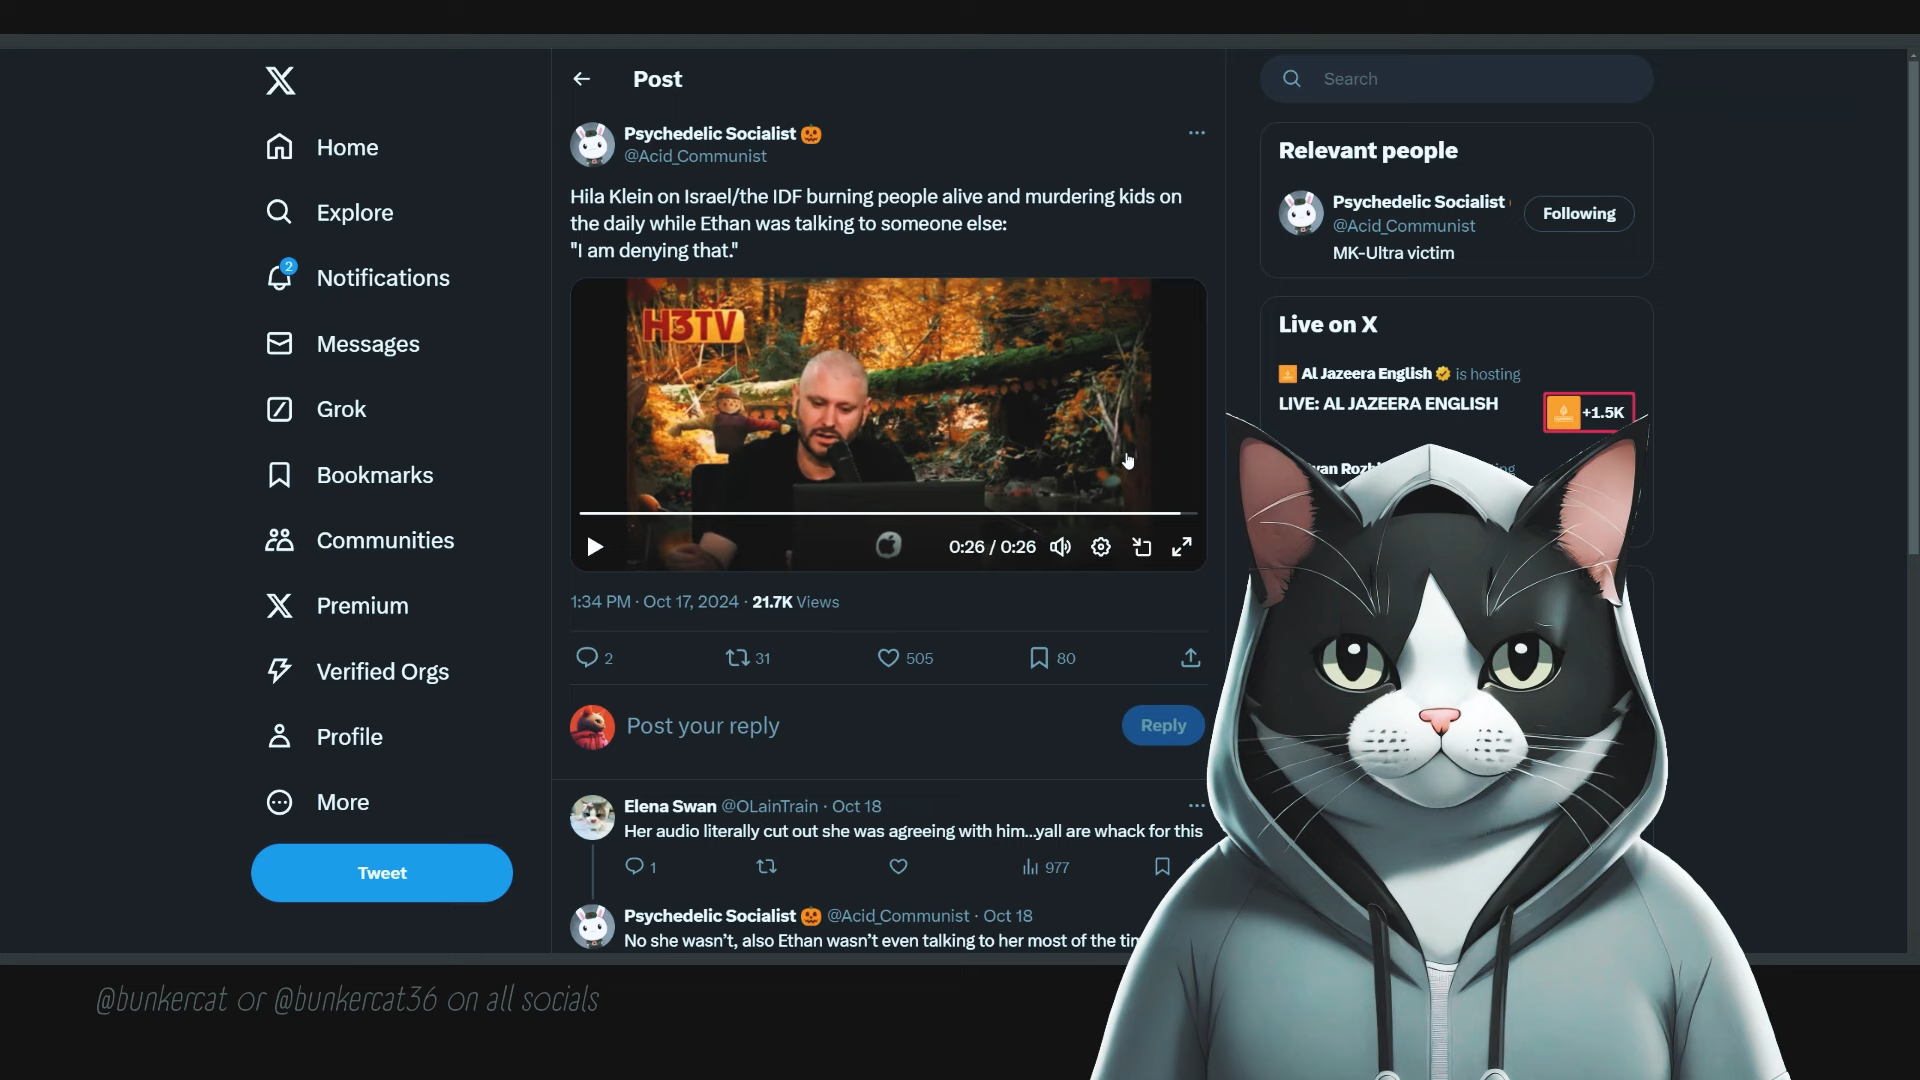 Home
Explore
2
Notifications
Messages
Grok
Bookmarks
Communities
Premium
Verified Orgs
Profile
More
Tweet
Post
Psychedelic Socialist 🎃
@Acid_Communist
Hila Klein on Israel/the IDF burning people alive and murdering kids on
the daily while Ethan was talking to someone else:
"I am denying that."
H3TV
0:26 / 0:26
1:34 PM · Oct 17, 2024 · 21.7K Views
2 31 505 80
Post your reply
Reply
Elena Swan @OLainTrain · Oct 18
Her audio literally cut out she was agreeing with him...yall are whack for this
1 977
Psychedelic Socialist 🎃 @Acid_Communist · Oct 18
No she wasn't, also Ethan wasn't even talking to her most of the
Search
Relevant people
Psychedelic Socialist
@Acid_Communist
Following
MK-Ultra victim
Live on X
Al Jazeera English is hosting
LIVE: AL JAZEERA ENGLISH
+1.5K
@bunkercat or @bunkercat36 on all socials